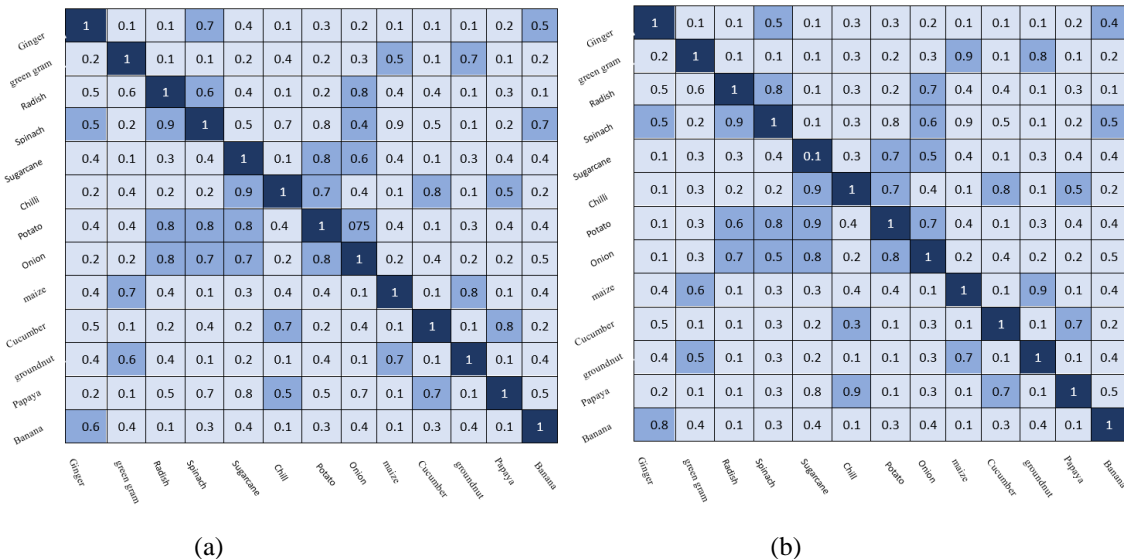 Ginger 1 0.1 0.1 0.7 0.4 0.1 0.3 0.2 0.1 0.1 0.1 0.2 0.5
green gram 0.2 1 0.1 0.1 0.2 0.4 0.2 0.3 0.5 0.1 0.7 0.1 0.2
Radish 0.5 0.6 1 0.6 0.4 0.1 0.2 0.8 0.4 0.4 0.1 0.3 0.1
Spinach 0.5 0.2 0.9 1 0.5 0.7 0.8 0.4 0.9 0.5 0.1 0.2 0.7
Sugarcane 0.4 0.1 0.3 0.4 1 0.1 0.8 0.6 0.4 0.1 0.3 0.4 0.4
Chilli 0.2 0.4 0.2 0.2 0.9 1 0.7 0.4 0.1 0.8 0.1 0.5 0.2
Potato 0.4 0.1 0.8 0.8 0.8 0.4 1 075 0.4 0.1 0.3 0.4 0.4
Onion 0.2 0.2 0.8 0.7 0.7 0.2 0.8 1 0.2 0.4 0.2 0.2 0.5
maize 0.4 0.7 0.4 0.1 0.3 0.4 0.4 0.1 1 0.1 0.8 0.1 0.4
Cucumber 0.5 0.1 0.2 0.4 0.2 0.7 0.2 0.4 0.1 1 0.1 0.8 0.2
groundnut 0.4 0.6 0.4 0.1 0.2 0.1 0.4 0.1 0.7 0.1 1 0.1 0.4
Papaya 0.2 0.1 0.5 0.7 0.8 0.5 0.5 0.7 0.1 0.7 0.1 1 0.5
Banana 0.6 0.4 0.1 0.3 0.4 0.1 0.3 0.4 0.1 0.3 0.4 0.1 1
Ginger green gram Radish Spinach Sugarcane Chill Potato Onion maize Cucumber groundnut Papaya Banana
(a)
Ginger 1 0.1 0.1 0.5 0.1 0.3 0.3 0.2 0.1 0.1 0.1 0.2 0.4
green gram 0.2 1 0.1 0.1 0.1 0.3 0.2 0.3 0.9 0.1 0.8 0.1 0.2
Radish 0.5 0.6 1 0.8 0.4 0.3 0.2 0.7 0.4 0.4 0.1 0.3 0.1
Spinach 0.5 0.2 0.9 1 0.1 0.3 0.8 0.6 0.9 0.5 0.1 0.2 0.5
Sugarcane 0.1 0.3 0.3 0.4 0.1 0.3 0.7 0.5 0.4 0.1 0.3 0.4 0.4
Chilli 0.1 0.3 0.2 0.2 0.9 1 0.7 0.4 0.1 0.8 0.1 0.5 0.2
Potato 0.1 0.3 0.6 0.8 0.9 0.4 1 0.7 0.4 0.1 0.3 0.4 0.4
Onion 0.1 0.3 0.7 0.5 0.8 0.2 0.8 1 0.2 0.4 0.2 0.2 0.5
maize 0.4 0.6 0.4 0.1 0.3 0.4 0.4 0.1 1 0.1 0.9 0.1 0.4
Cucumber 0.5 0.1 0.1 0.3 0.2 0.3 0.1 0.3 0.1 1 0.1 0.7 0.2
groundnut 0.4 0.5 0.1 0.3 0.2 0.1 0.1 0.3 0.7 0.1 1 0.1 0.4
Papaya 0.2 0.1 0.1 0.3 0.8 0.9 0.1 0.3 0.1 0.7 0.1 1 0.5
Banana 0.8 0.4 0.1 0.3 0.4 0.1 0.3 0.4 0.1 0.3 0.4 0.1 1
Ginger green gram Radish Spinach Sugarcane Chill Potato Onion maize Cucumber groundnut Papaya Banana
(b)